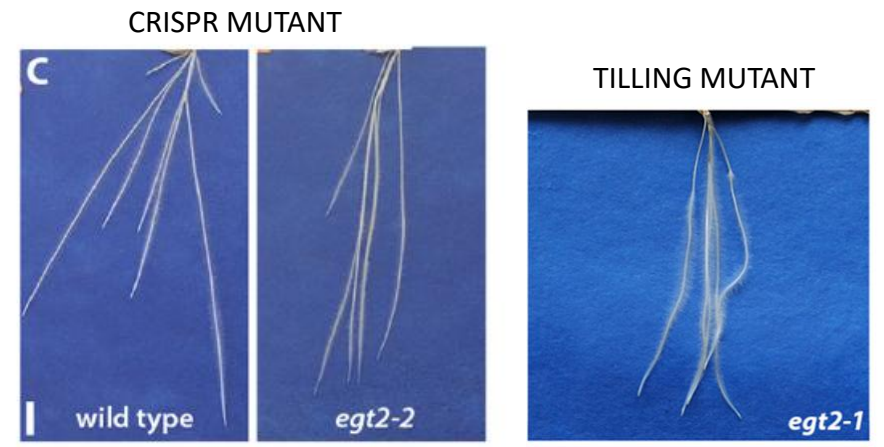 CRISPR MUTANT
C
wild type
egt2-2
TILLING MUTANT
egt2-1